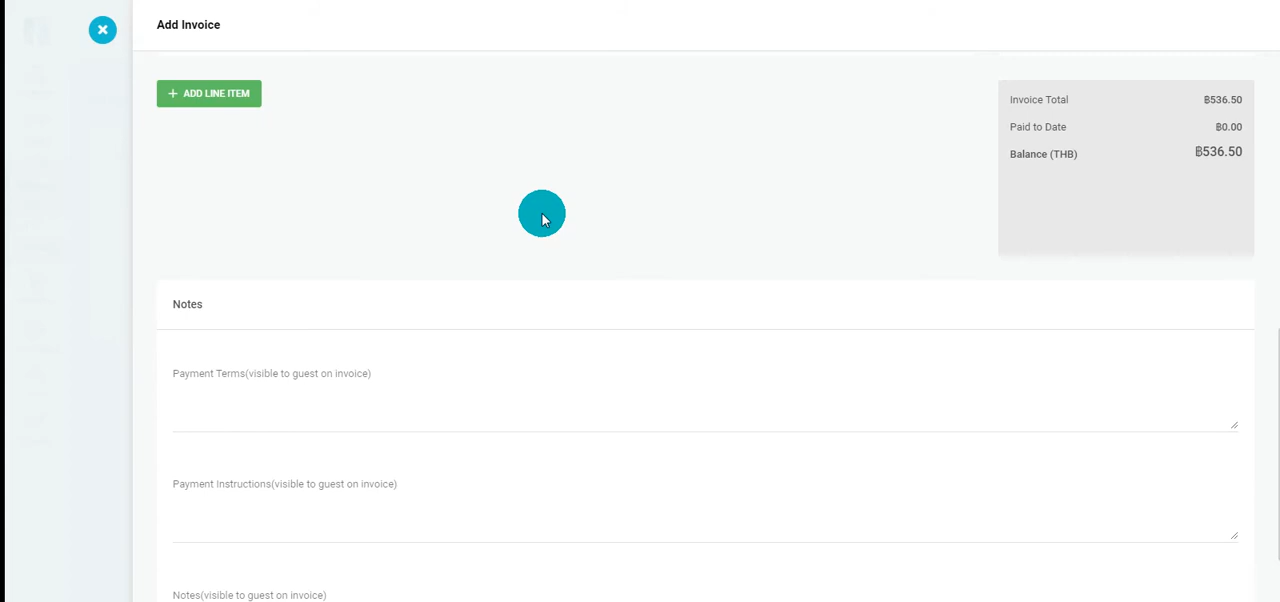 Add Invoice
+ ADD LINE ITEM
Invoice Total ฿536.50
Paid to Date ฿0.00
Balance (THB) ฿536.50
Notes
Payment Terms(visible to guest on invoice)
Payment Instructions(visible to guest on invoice)
Notes(visible to guest on invoice)